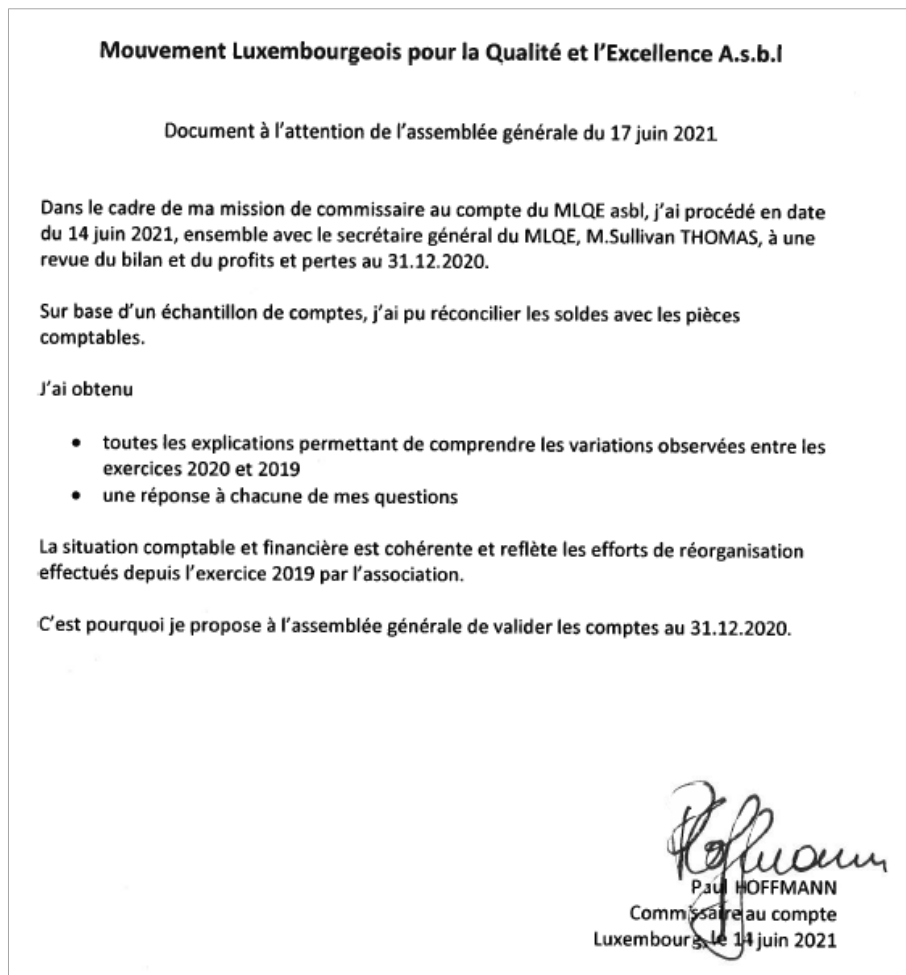 Mouvement Luxembourgeois pour la Qualité et l'Excellence A.s.b.l
Document à l'attention de l'assemblée générale du 17 juin 2021
Dans le cadre de ma mission de commissaire au compte du MLQE asbl, j'ai procédé en date
du 14 juin 2021, ensemble avec le secrétaire général du MLQE, M.Sullivan THOMAS, à une
revue du bilan et du profits et pertes au 31.12.2020.
Sur base d'un échantillon de comptes, j'ai pu réconcilier les soldes avec les pièces
comptables.
J'ai obtenu
• toutes les explications permettant de comprendre les variations observées entre les
exercices 2020 et 2019
• une réponse à chacune de mes questions
La situation comptable et financière est cohérente et reflète les efforts de réorganisation
effectués depuis l'exercice 2019 par l'association.
C'est pourquoi je propose à l'assemblée générale de valider les comptes au 31.12.2020.
PHoffmann
Paul HOFFMANN
Commissaire au compte
Luxembourg, le 14 juin 2021